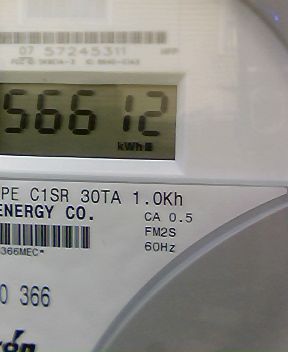 07 57245311
56612
kWh
PE C1SR 30TA 1.0Kh
ENERGY CO.
CA 0.5
FM2S
60Hz
366MEC*
0 366